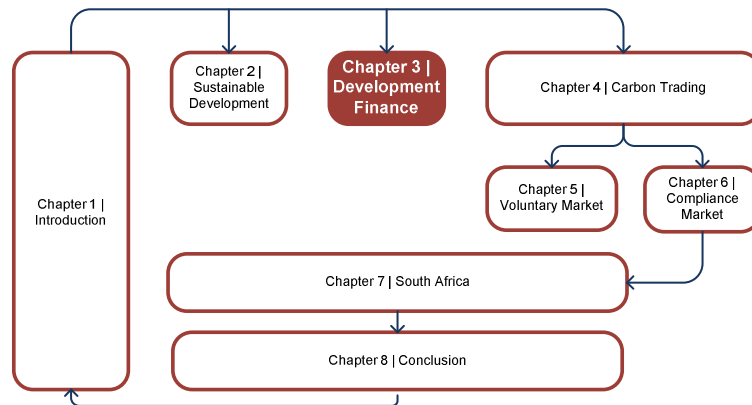 Chapter 1 |
Introduction
Chapter 2 |
Sustainable
Development
Chapter 3 |
Development
Finance
Chapter 4 | Carbon Trading
Chapter 5 |
Voluntary Market
Chapter 6 |
Compliance
Market
Chapter 7 | South Africa
Chapter 8 | Conclusion